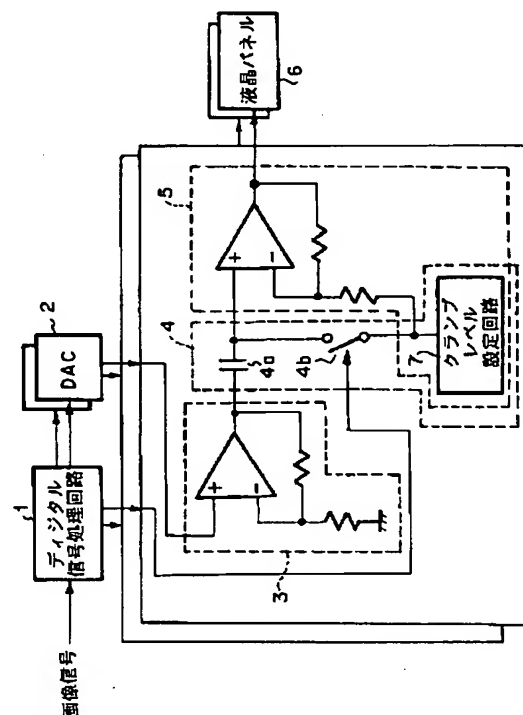 画像信号
1
ディジタル
信号処理回路
2
DAC
3
+
-
4
4a
4b
5
+
-
7
クランプ
レベル
設定回路
液晶パネル
6